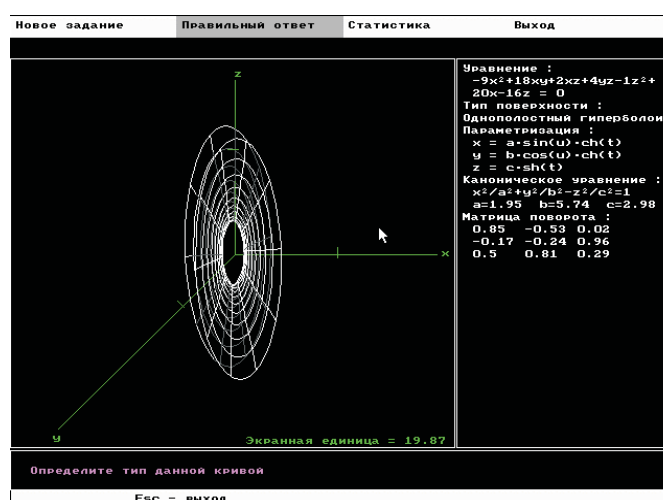 Новое задание Правильный ответ Статистика Выход
z
x
y
Экранная единица = 19.87
Уравнение :
-9x²+18xy+2xz+4yz-1z²+
20x-16z = 0
Тип поверхности :
Однополостный гиперболои
Параметризация :
x = a·sin(u)·ch(t)
y = b·cos(u)·ch(t)
z = c·sh(t)
Каноническое уравнение :
x²/a²+y²/b²-z²/c²=1
a=1.95 b=5.74 c=2.98
Матрица поворота :
0.85 -0.53 0.02
-0.17 -0.24 0.96
0.5 0.81 0.29
Определите тип данной кривой
Esc - выход